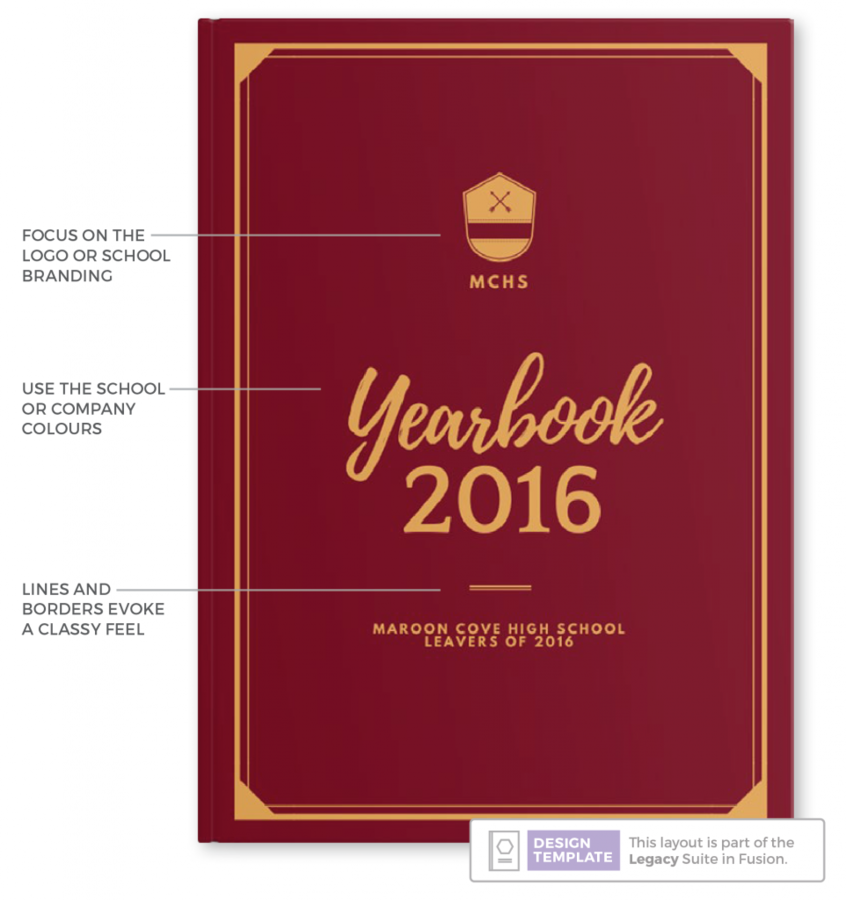 FOCUS ON THE
LOGO OR SCHOOL
BRANDING
MCHS
USE THE SCHOOL
OR COMPANY
COLOURS
Yearbook
2016
LINES AND
BORDERS EVOKE
A CLASSY FEEL
MAROON COVE HIGH SCHOOL
LEAVERS OF 2016
DESIGN
TEMPLATE
This layout is part of the
Legacy Suite in Fusion.